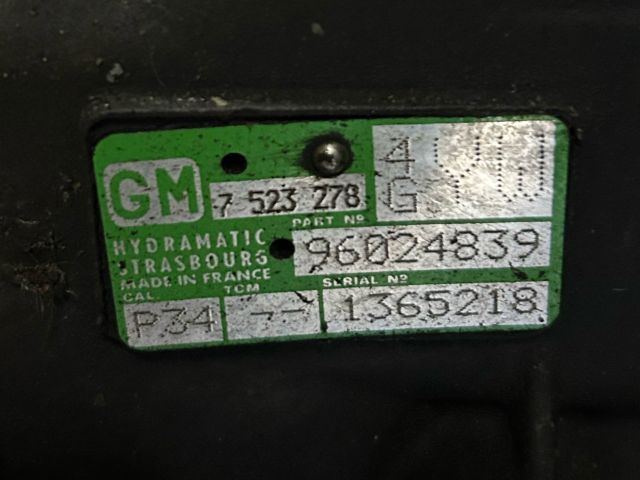 GM
7 523 278
4
G
YW
PART Nº
96024839
HYDRAMATIC
STRASBOURG
MADE IN FRANCE
SERIAL Nº
CAL.
TCM
P34
--
1365218